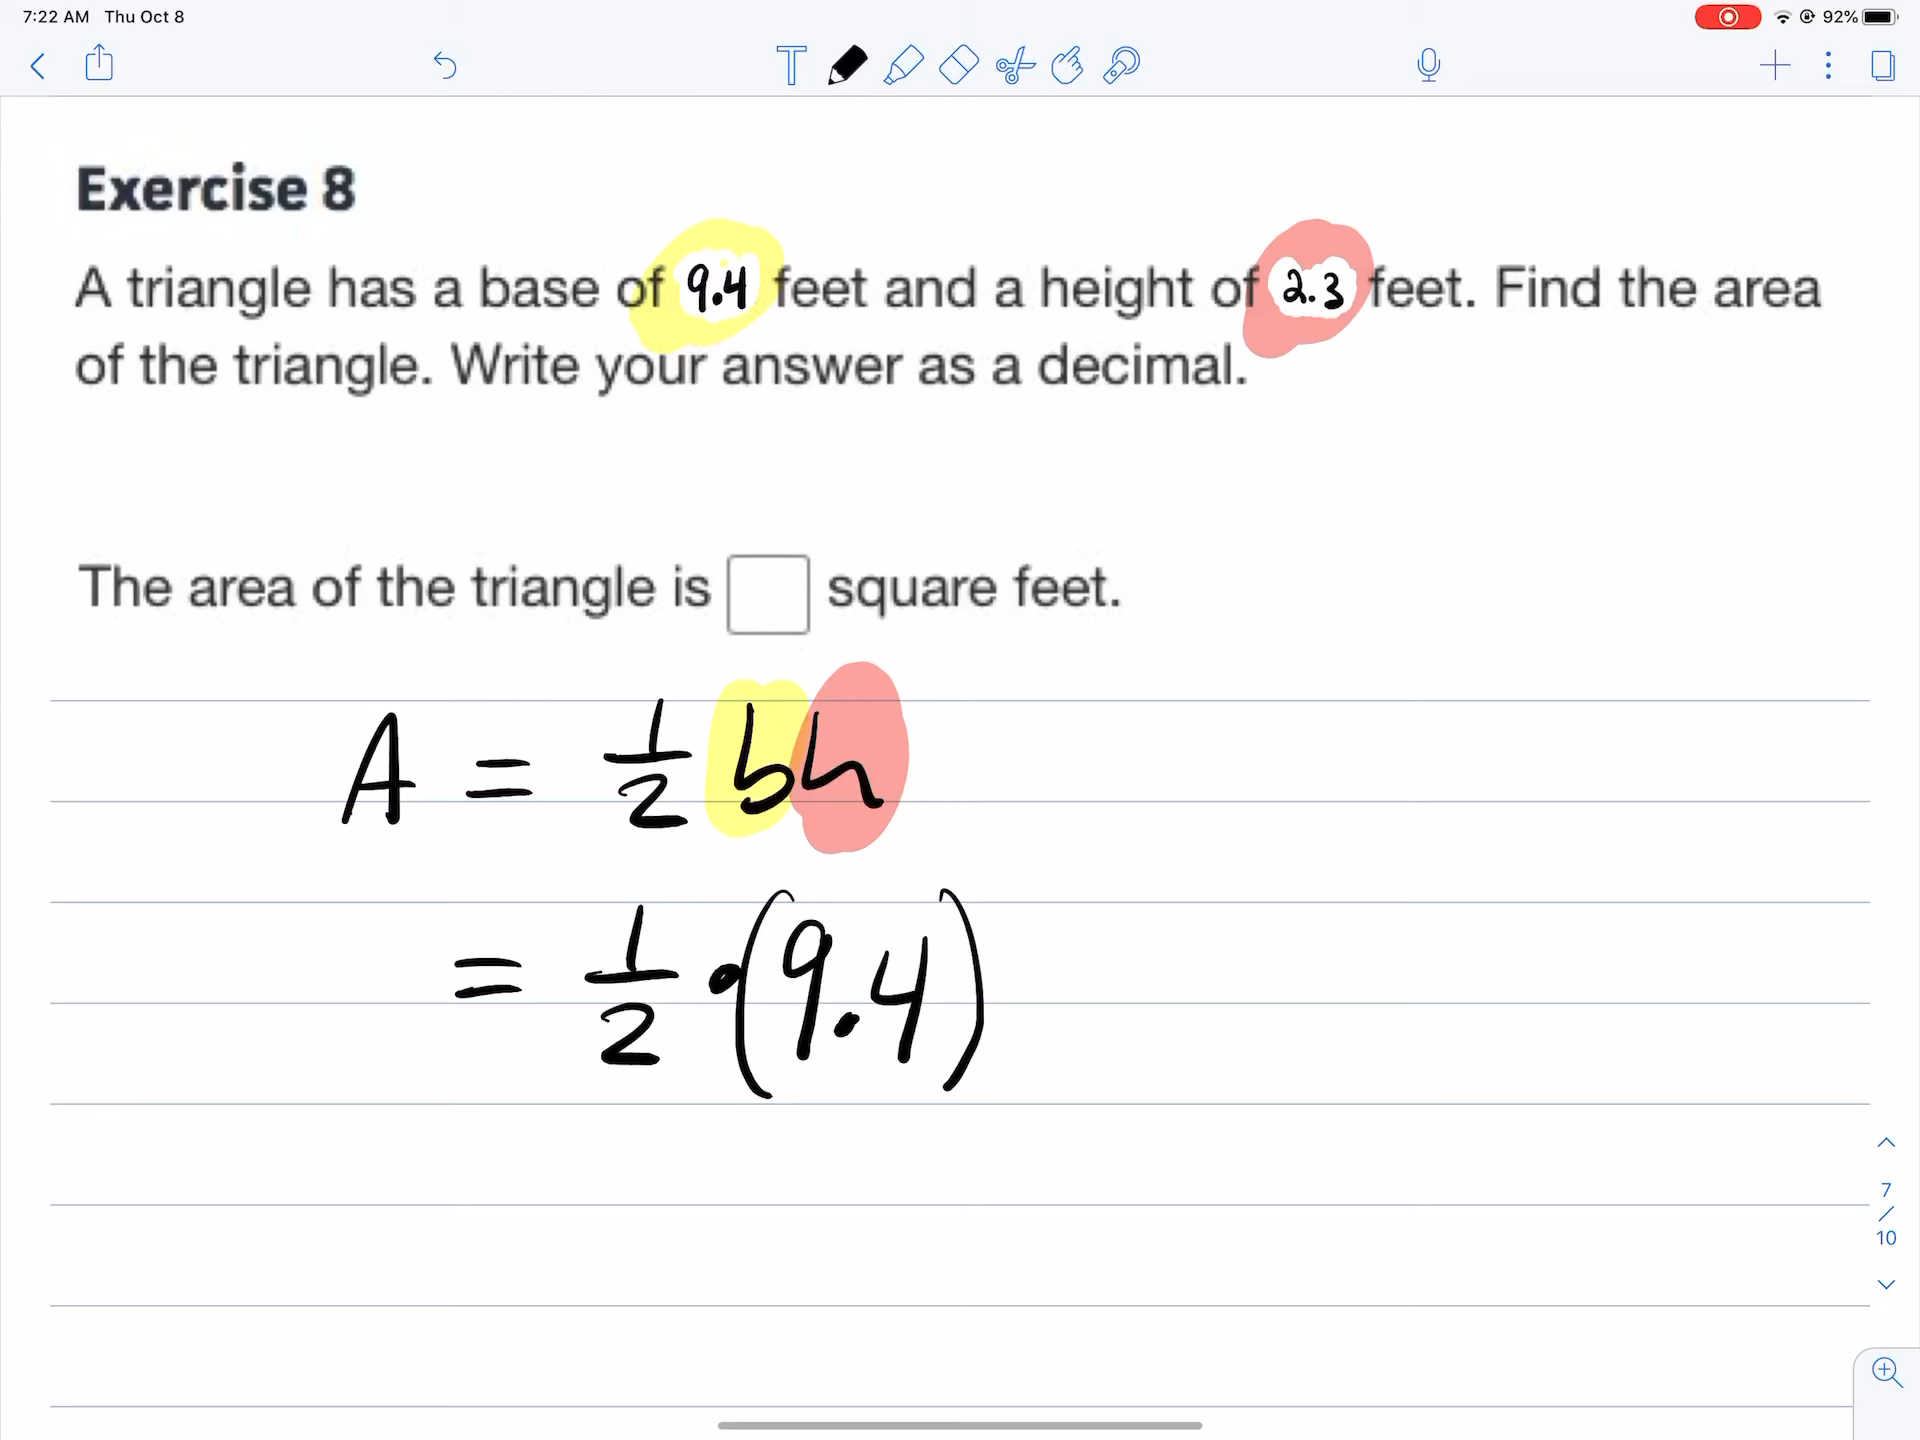 7:22 AM Thu Oct 8 92%
T
Exercise 8
A triangle has a base of 9.4 feet and a height of 2.3 feet. Find the area
of the triangle. Write your answer as a decimal.
The area of the triangle is square feet.
A = 1/2 bh
= 1/2 • (9.4)
7
/
10